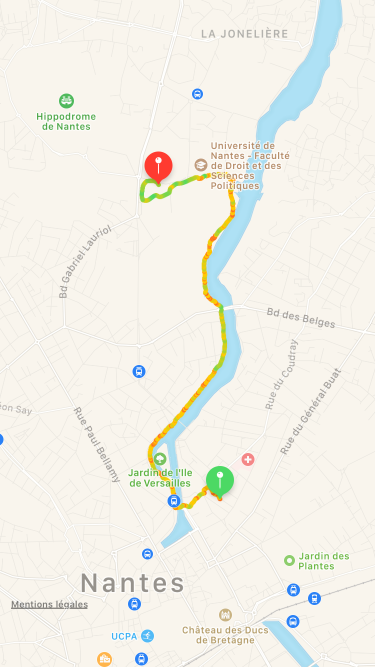 LA JONELIÈRE
Hippodrome
de Nantes
Université de
Nantes - Faculté
de Droit et des
Sciences
Politiques
Bd Gabriel Lauriol
Bd des Belges
Rue du Coudray
Rue du Général Buat
éon Say
Rue Paul Bellamy
Jardin de l'Ile
de Versailles
Jardin des
Plantes
Nantes
Mentions légales
Château des Ducs
de Bretagne
UCPA